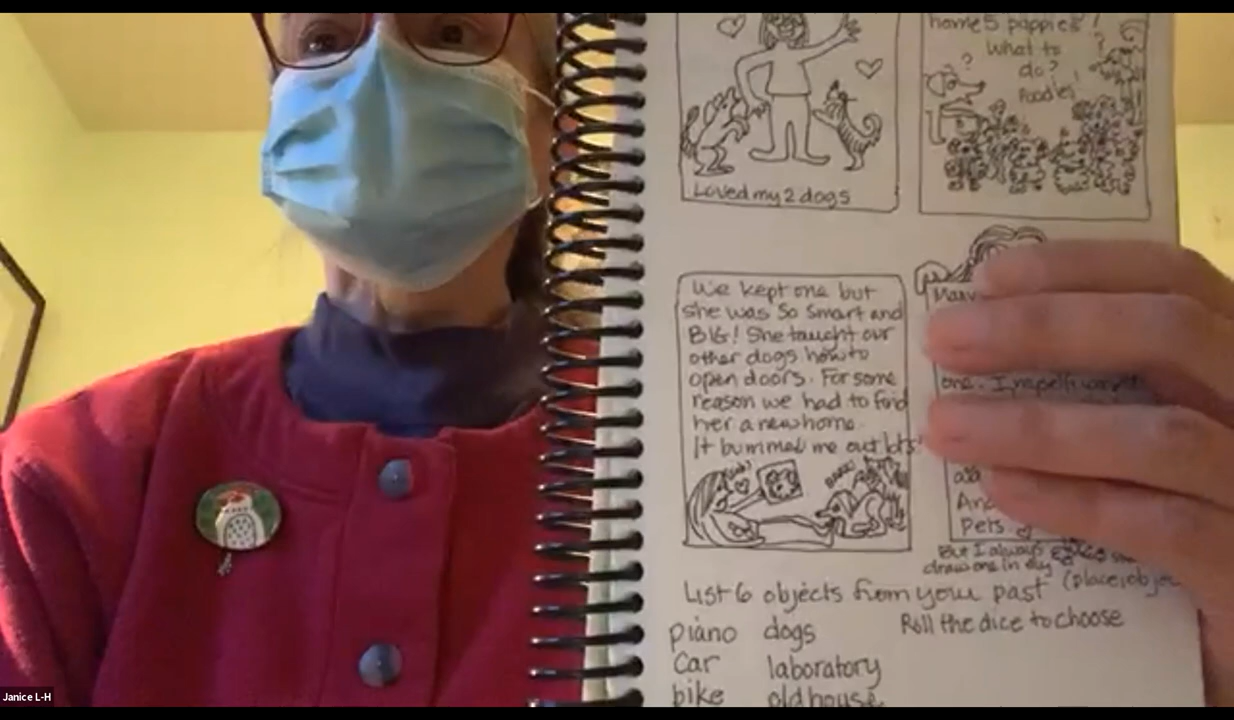 Loved my 2 dogs
home 5 puppies?
What to
do?
Poodles!
We kept one but
she was so smart and
BIG! She taught our
other dogs how to
open doors. For some
reason we had to find
her a new home.
It bummed me out lots!
one. I
And
Pets
But I always
draw one in my
List 6 objects from your past
piano dogs
Roll the dice to choose
car laboratory
bike old house
Janice L-H